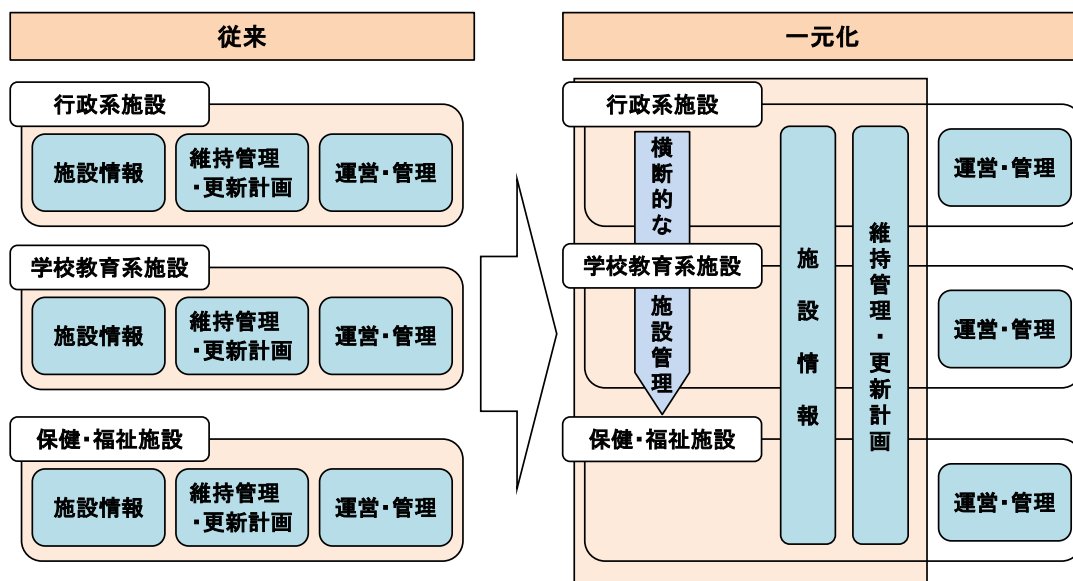 従来
行政系施設
施設情報
維持管理
・更新計画
運営・管理
学校教育系施設
施設情報
維持管理
・更新計画
運営・管理
保健・福祉施設
施設情報
維持管理
・更新計画
運営・管理
一元化
行政系施設
学校教育系施設
保健・福祉施設
横断的な
施設管理
施設情報
維持管理・更新計画
運営・管理
運営・管理
運営・管理